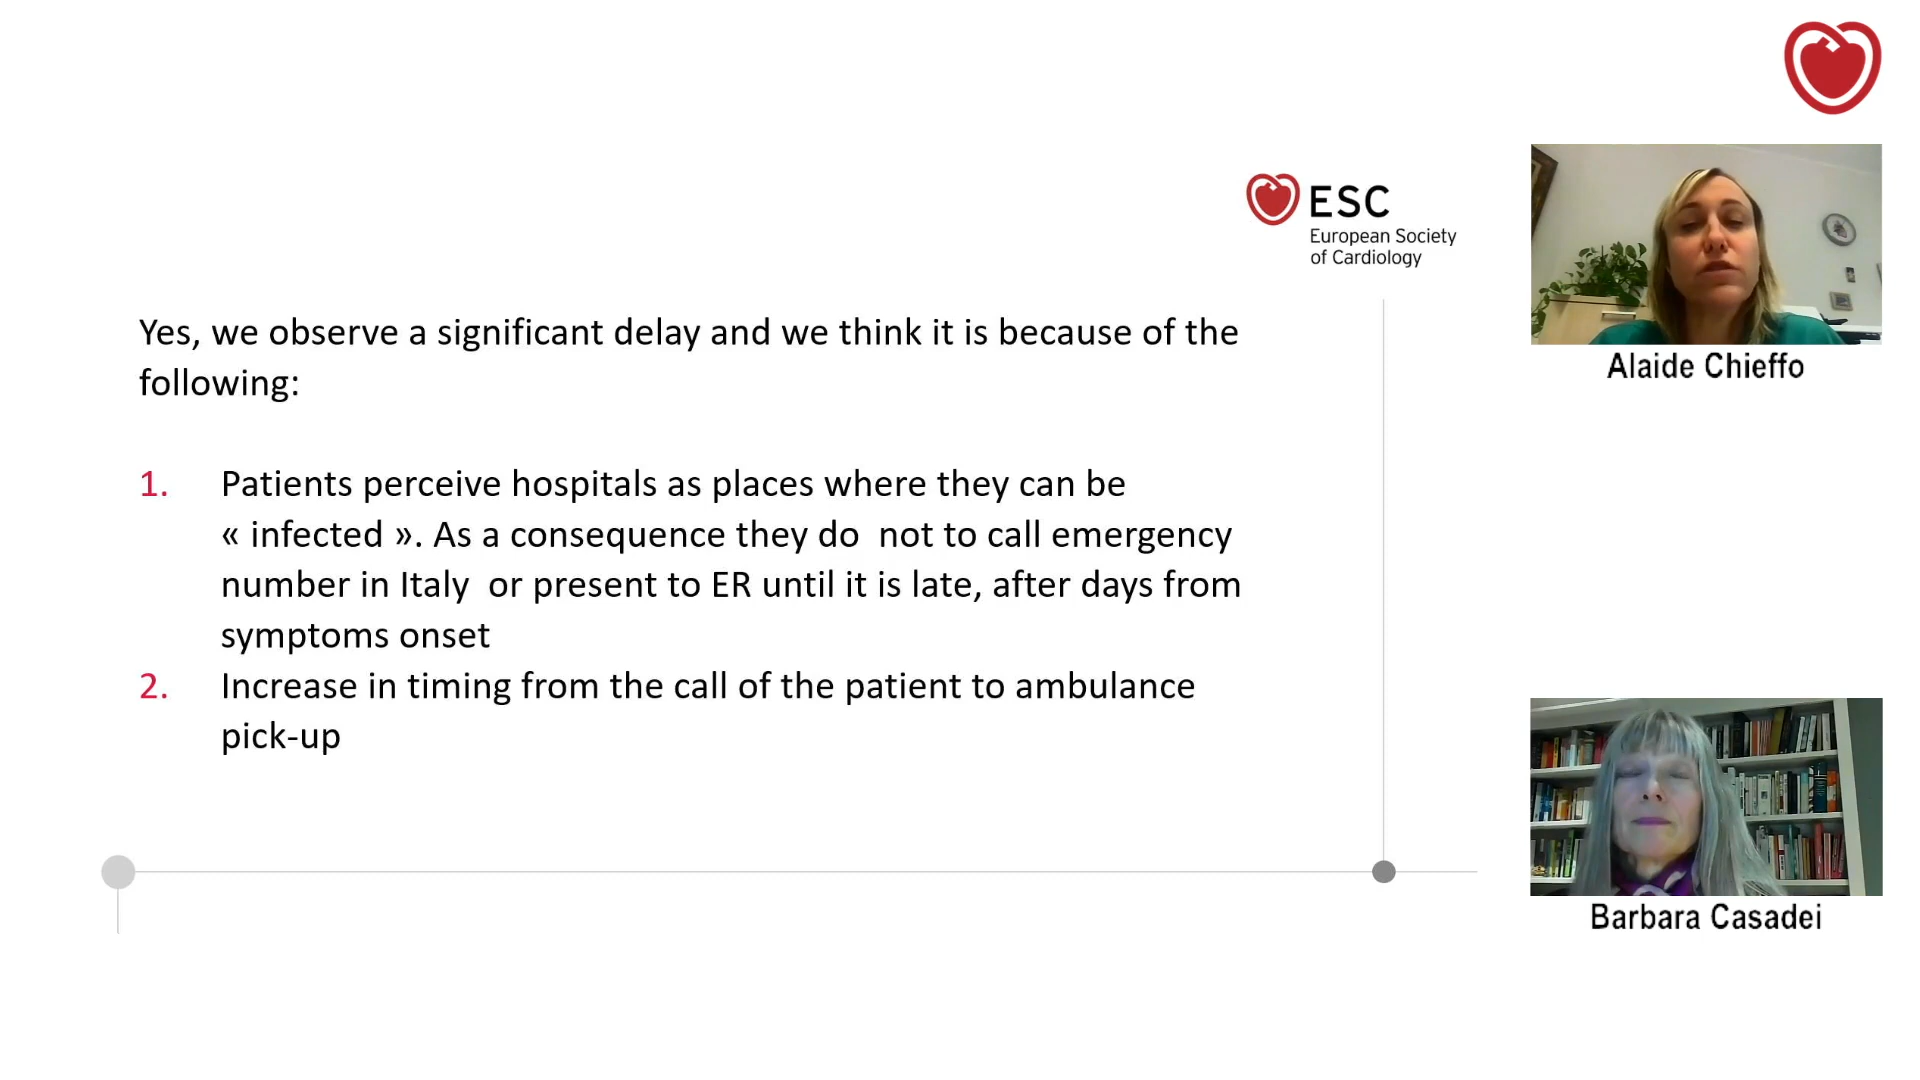 ESC
European Society
of Cardiology
Yes, we observe a significant delay and we think it is because of the
following:
1. Patients perceive hospitals as places where they can be
« infected ». As a consequence they do  not to call emergency
number in Italy  or present to ER until it is late, after days from
symptoms onset
2. Increase in timing from the call of the patient to ambulance
pick-up
Alaide Chieffo
Barbara Casadei